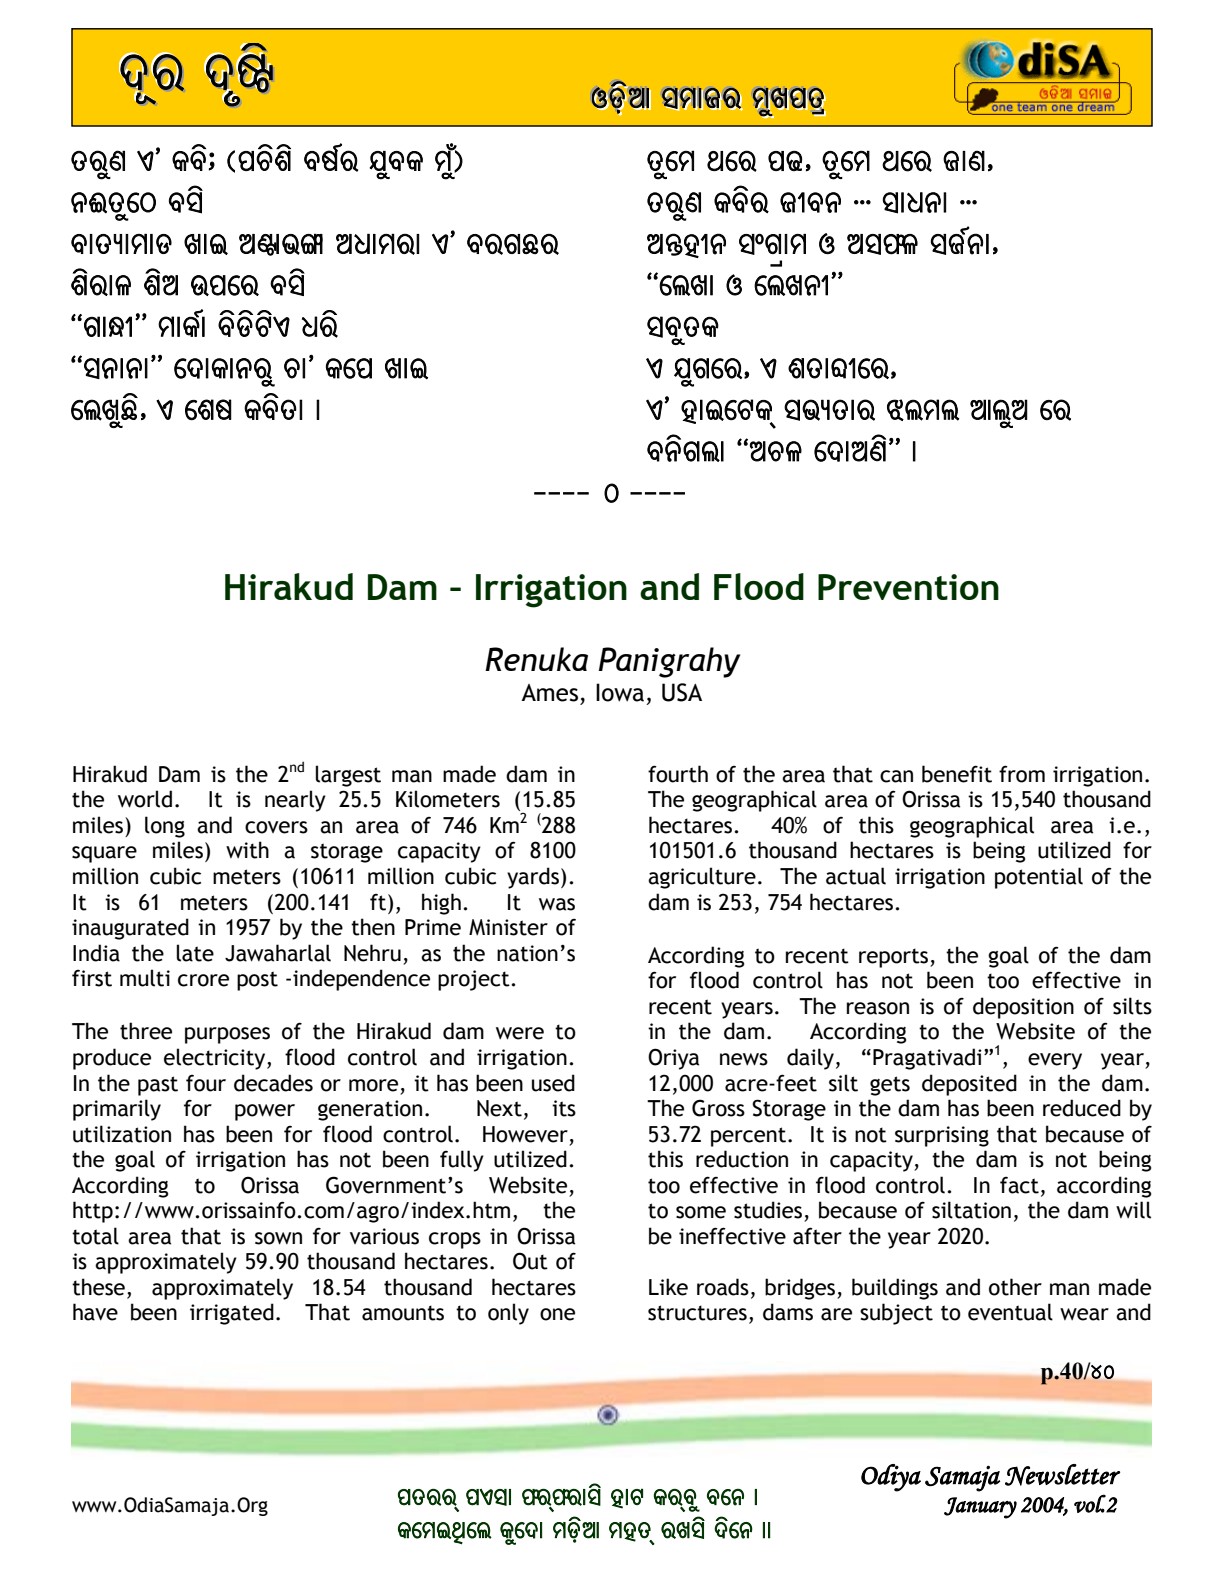 ଦୂର ଦୃଷ୍ଟି
ଓଡ଼ିଆ ସମାଜର ମୁଖପତ୍ର
OdiSA
ଓଡିଆ ସମାଜ
one team one dream
ତରୁଣ ଏ’ କବି; (ପଚିଶି ବର୍ଷର ଯୁବକ ମୁଁ)
ନଈତୁଠେ ବସି
ବାତ୍ୟାମାଡ ଖାଇ ଅଣ୍ଟାଭଙ୍ଗା ଅଧାମରା ଏ’ ବରଗଛର
ଶିରାଳ ଶିଅ ଉପରେ ବସି
“ଗାନ୍ଧୀ” ମାର୍କା ବିଡିଟିଏ ଧରି
“ସନାନା” ଦୋକାନରୁ ଚା’ କପେ ଖାଇ
ଲେଖୁଛି, ଏ ଶେଷ କବିତା ।
ତୁମେ ଥରେ ପଢ, ତୁମେ ଥରେ ଜାଣ,
ତରୁଣ କବିର ଜୀବନ ... ସାଧନା ...
ଅନ୍ତହୀନ ସଂଗ୍ରାମ ଓ ଅସଫଳ ସର୍ଜନା,
“ଲେଖା ଓ ଲେଖନୀ”
ସବୁତକ
ଏ ଯୁଗରେ, ଏ ଶତାବ୍ଦୀରେ,
ଏ’ ହାଇଟେକ୍ ସଭ୍ୟତାର ଝଲମଲ ଆଲୁଅ ରେ
ବନିଗଲା “ଅଚଳ ଦୋଅଣି” ।
---- ୦ ----
Hirakud Dam – Irrigation and Flood Prevention
Renuka Panigrahy
Ames, Iowa, USA
Hirakud Dam is the 2nd largest man made dam in
the world. It is nearly 25.5 Kilometers (15.85
miles) long and covers an area of 746 Km2 (288
square miles) with a storage capacity of 8100
million cubic meters (10611 million cubic yards).
It is 61 meters (200.141 ft), high. It was
inaugurated in 1957 by the then Prime Minister of
India the late Jawaharlal Nehru, as the nation’s
first multi crore post -independence project.
The three purposes of the Hirakud dam were to
produce electricity, flood control and irrigation.
In the past four decades or more, it has been used
primarily for power generation. Next, its
utilization has been for flood control. However,
the goal of irrigation has not been fully utilized.
According to Orissa Government’s Website,
http://www.orissainfo.com/agro/index.htm, the
total area that is sown for various crops in Orissa
is approximately 59.90 thousand hectares. Out of
these, approximately 18.54 thousand hectares
have been irrigated. That amounts to only one
fourth of the area that can benefit from irrigation.
The geographical area of Orissa is 15,540 thousand
hectares. 40% of this geographical area i.e.,
101501.6 thousand hectares is being utilized for
agriculture. The actual irrigation potential of the
dam is 253, 754 hectares.
According to recent reports, the goal of the dam
for flood control has not been too effective in
recent years. The reason is of deposition of silts
in the dam. According to the Website of the
Oriya news daily, “Pragativadi”1, every year,
12,000 acre-feet silt gets deposited in the dam.
The Gross Storage in the dam has been reduced by
53.72 percent. It is not surprising that because of
this reduction in capacity, the dam is not being
too effective in flood control. In fact, according
to some studies, because of siltation, the dam will
be ineffective after the year 2020.
Like roads, bridges, buildings and other man made
structures, dams are subject to eventual wear and
p.40/୪୦
www.OdiaSamaja.Org
ପତରର୍ ପଏସା ଫର୍‌ଫରାସି ହାଟ କର୍‌ବୁ ବନେ ।
କମେଇଥିଲେ କୁଦୋ ମଡ଼ିଆ ମହତ୍ ରଖସି ଦିନେ ॥
Odiya Samaja Newsletter
January 2004, vol.2